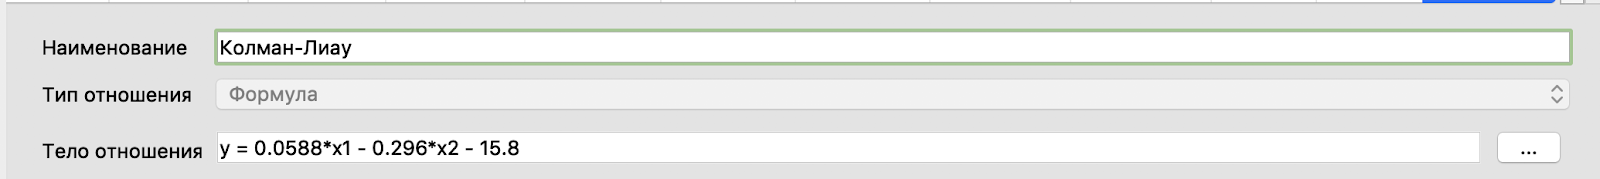 Наименование Колман-Лиау
Тип отношения Формула
Тело отношения y = 0.0588*x1 - 0.296*x2 - 15.8 ...